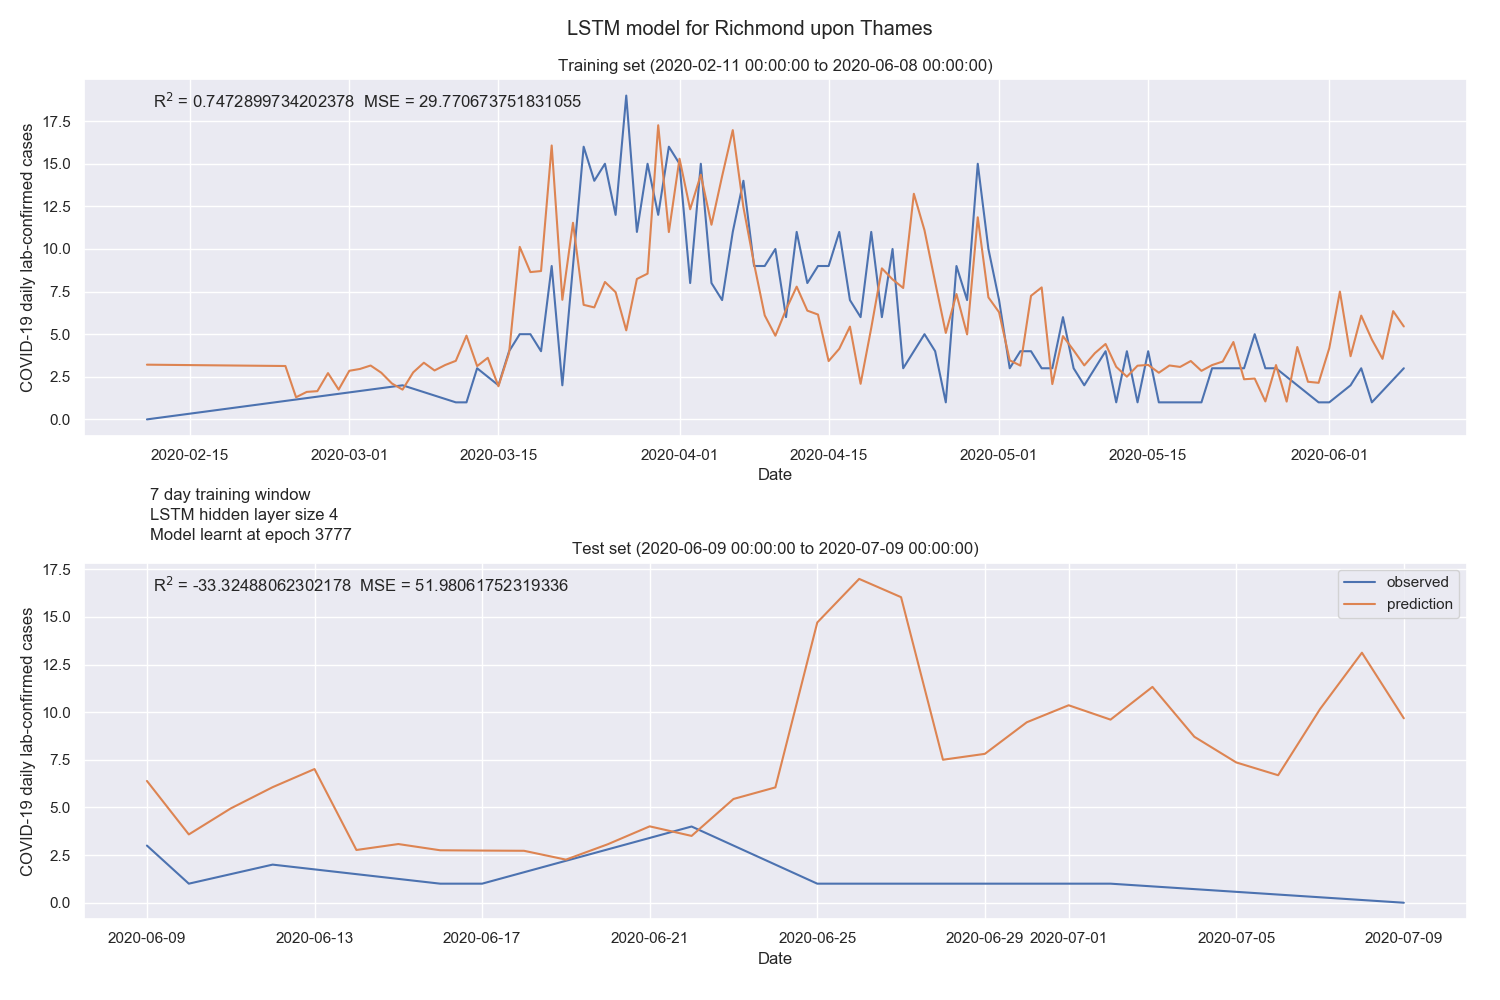 LSTM model for Richmond upon Thames
Training set (2020-02-11 00:00:00 to 2020-06-08 00:00:00)
R² = 0.7472899734202378 MSE = 29.770673751831055
COVID-19 daily lab-confirmed cases
17.5
15.0
12.5
10.0
7.5
5.0
2.5
0.0
2020-02-15 2020-03-01 2020-03-15 2020-04-01 2020-04-15 2020-05-01 2020-05-15 2020-06-01
Date
7 day training window
LSTM hidden layer size 4
Model learnt at epoch 3777
Test set (2020-06-09 00:00:00 to 2020-07-09 00:00:00)
R² = -33.32488062302178 MSE = 51.98061752319336
observed
prediction
COVID-19 daily lab-confirmed cases
17.5
15.0
12.5
10.0
7.5
5.0
2.5
0.0
2020-06-09 2020-06-13 2020-06-17 2020-06-21 2020-06-25 2020-06-29 2020-07-01 2020-07-05 2020-07-09
Date